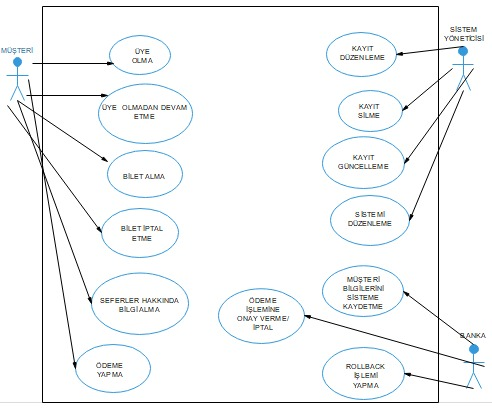 MÜŞTERİ
ÜYE
OLMA
ÜYE OLMADAN DEVAM
ETME
BİLET ALMA
BİLET İPTAL
ETME
SEFERLER HAKKINDA
BİLGİ ALMA
ÖDEME
YAPMA
SİSTEM
YÖNETİCİSİ
KAYIT
DÜZENLEME
KAYIT
SİLME
KAYIT
GÜNCELLEME
SİSTEMİ
DÜZENLEME
MÜŞTERİ
BİLGİLERİNİ
SİSTEME
KAYDETME
ÖDEME
İŞLEMİNE
ONAY VERME/
İPTAL
BANKA
ROLLBACK
İŞLEMİ
YAPMA